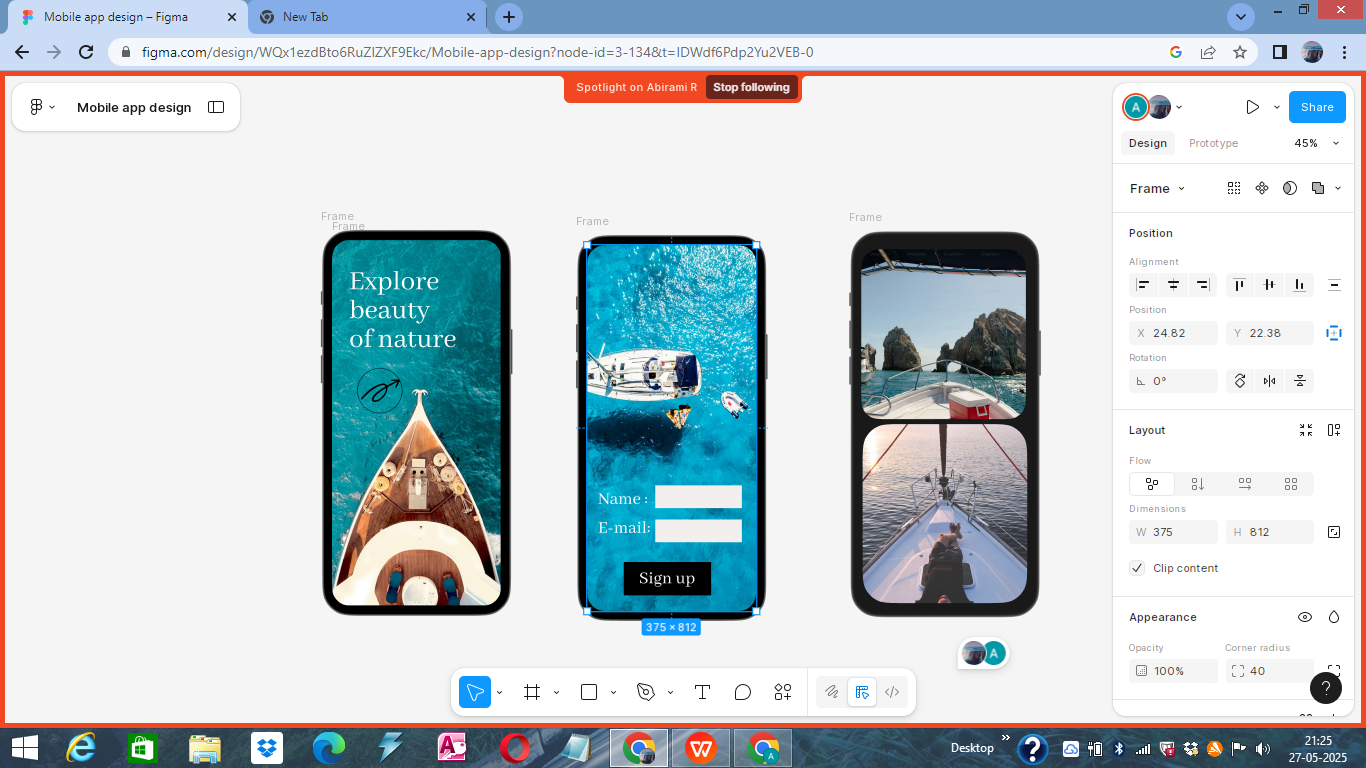 Mobile app design – Figma
New Tab
figma.com/design/WQx1ezdBto6RuZIZXF9Ekc/Mobile-app-design?node-id=3-134&t=IDWdf6Pdp2Yu2VEB-0
Spotlight on Abirami R
Stop following
Mobile app design
A
Share
Design
Prototype
45%
Frame
Position
Alignment
Position
X 24.82
Y 22.38
Rotation
0°
Layout
Flow
Dimensions
W 375
H 812
Clip content
Appearance
Opacity
Corner radius
100%
40
?
Frame
Frame
Explore
beauty
of nature
Frame
Name :
E-mail:
Sign up
375 × 812
Frame
A
Desktop
21:25
27-05-2025